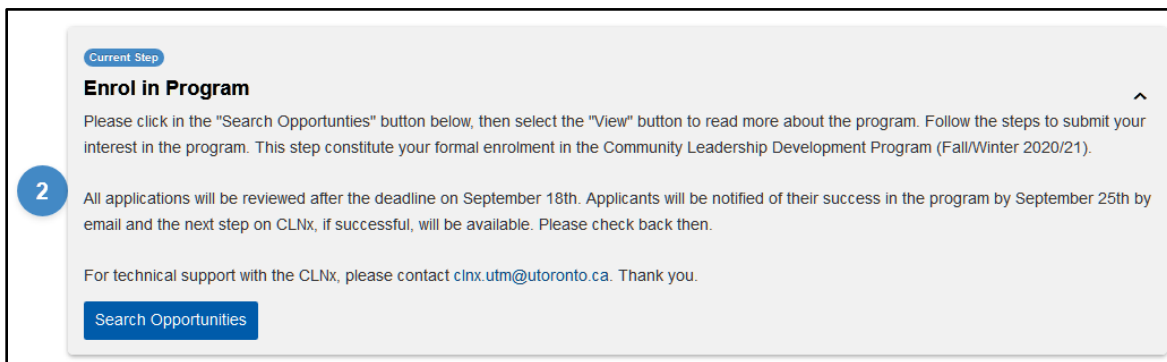 Current Step
Enrol in Program
Please click in the "Search Opportunties" button below, then select the "View" button to read more about the program. Follow the steps to submit your
interest in the program. This step constitute your formal enrolment in the Community Leadership Development Program (Fall/Winter 2020/21).
2
All applications will be reviewed after the deadline on September 18th. Applicants will be notified of their success in the program by September 25th by
email and the next step on CLNx, if successful, will be available. Please check back then.
For technical support with the CLNx, please contact clnx.utm@utoronto.ca. Thank you.
Search Opportunities